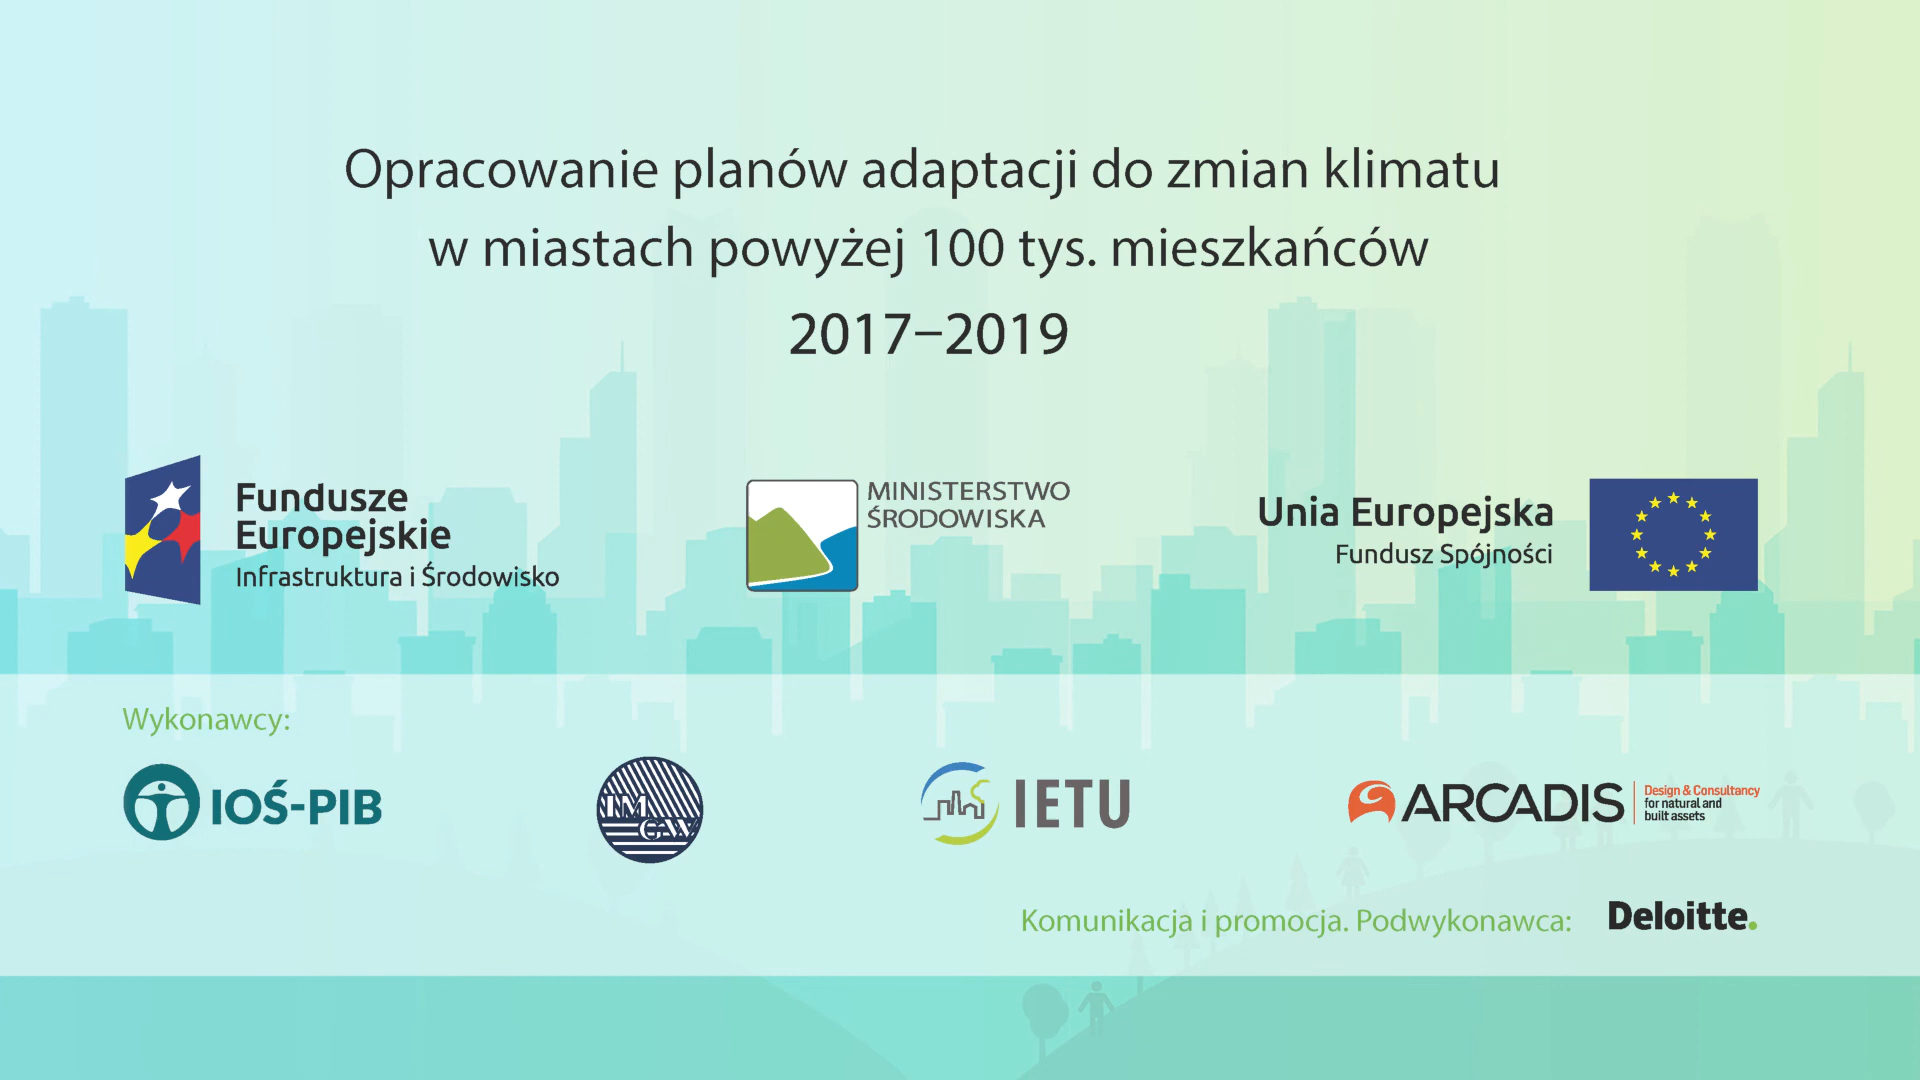 Opracowanie planów adaptacji do zmian klimatu
w miastach powyżej 100 tys. mieszkańców
2017–2019
Fundusze
Europejskie
Infrastruktura i Środowisko
MINISTERSTWO
ŚRODOWISKA
Unia Europejska
Fundusz Spójności
Wykonawcy:
IOŚ-PIB
IM
GW
IETU
ARCADIS
Design & Consultancy
for natural and
built assets
Komunikacja i promocja. Podwykonawca:
Deloitte.